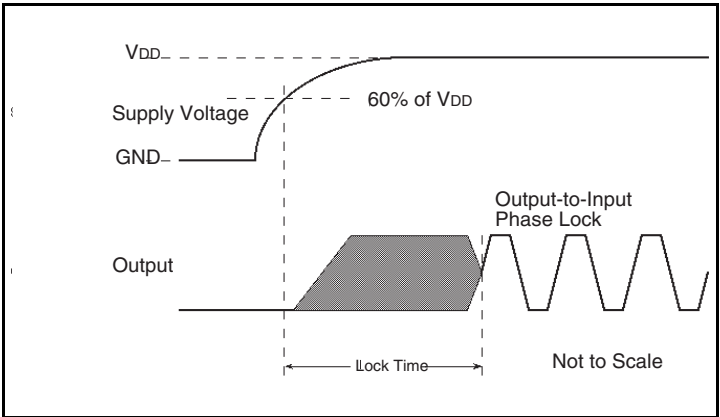 VDD
60% of VDD
Supply Voltage
GND
Output-to-Input
Phase Lock
Output
Lock Time
Not to Scale